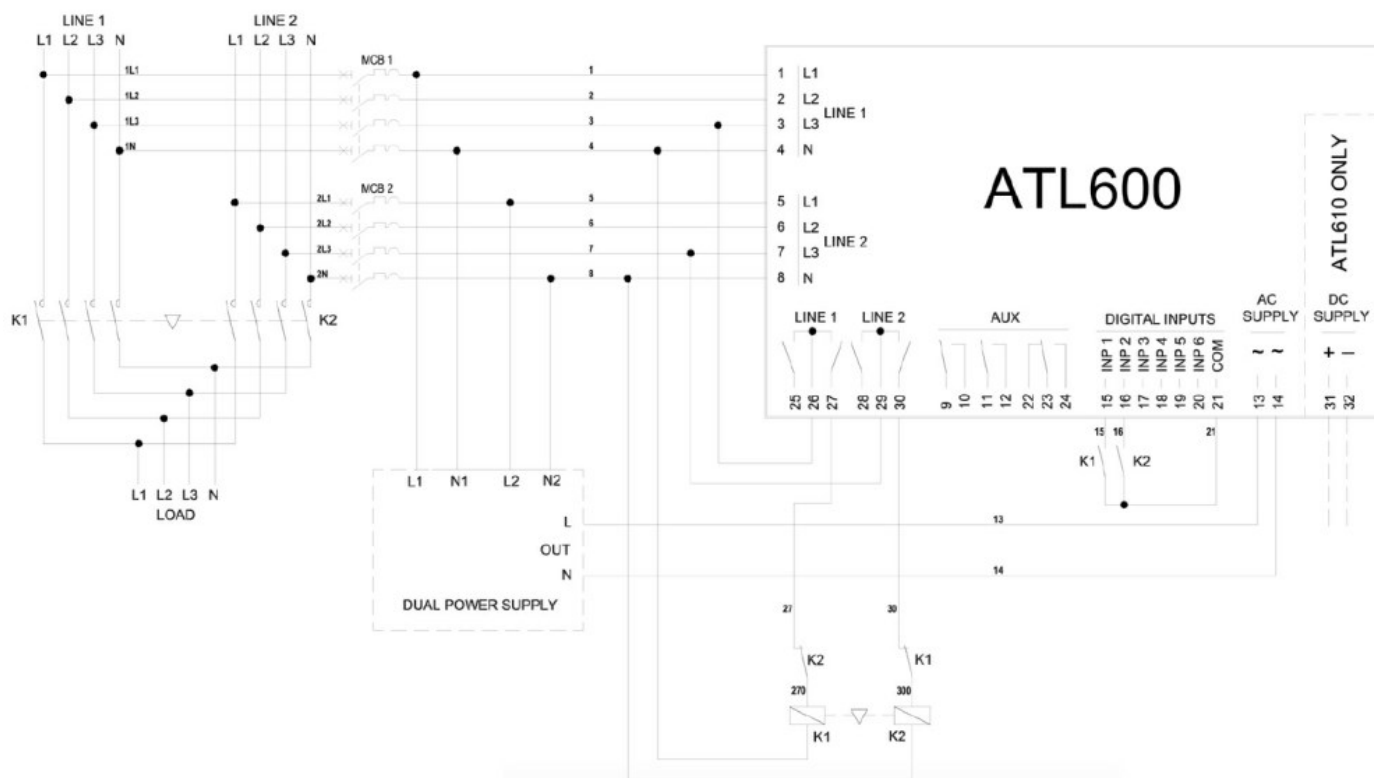 LINE 1 LINE 2
L1 L2 L3 N L1 L2 L3 N
MCB 1
1L1 1 1 L1
1L2 2 2 L2
LINE 1
1L3 3 3 L3
1N 4 4 N
ATL600
ATL610 ONLY
MCB 2
2L1 5 5 L1
2L2 6 6 L2
LINE 2
2L3 7 7 L3
2N 8 8 N
K1 K2
LINE 1 LINE 2 AUX DIGITAL INPUTS AC SUPPLY DC SUPPLY
INP 1 INP 2 INP 3 INP 4 INP 5 INP 6 COM ~ ~ + –
25 26 27 28 29 30 9 10 11 12 22 23 24 15 16 17 18 19 20 21 13 14 31 32
15 16 21
K1 K2
L1 L2 L3 N
LOAD
L1 N1 L2 N2
L 13
OUT
N 14
DUAL POWER SUPPLY
27 30
K2 K1
270 300
K1 K2